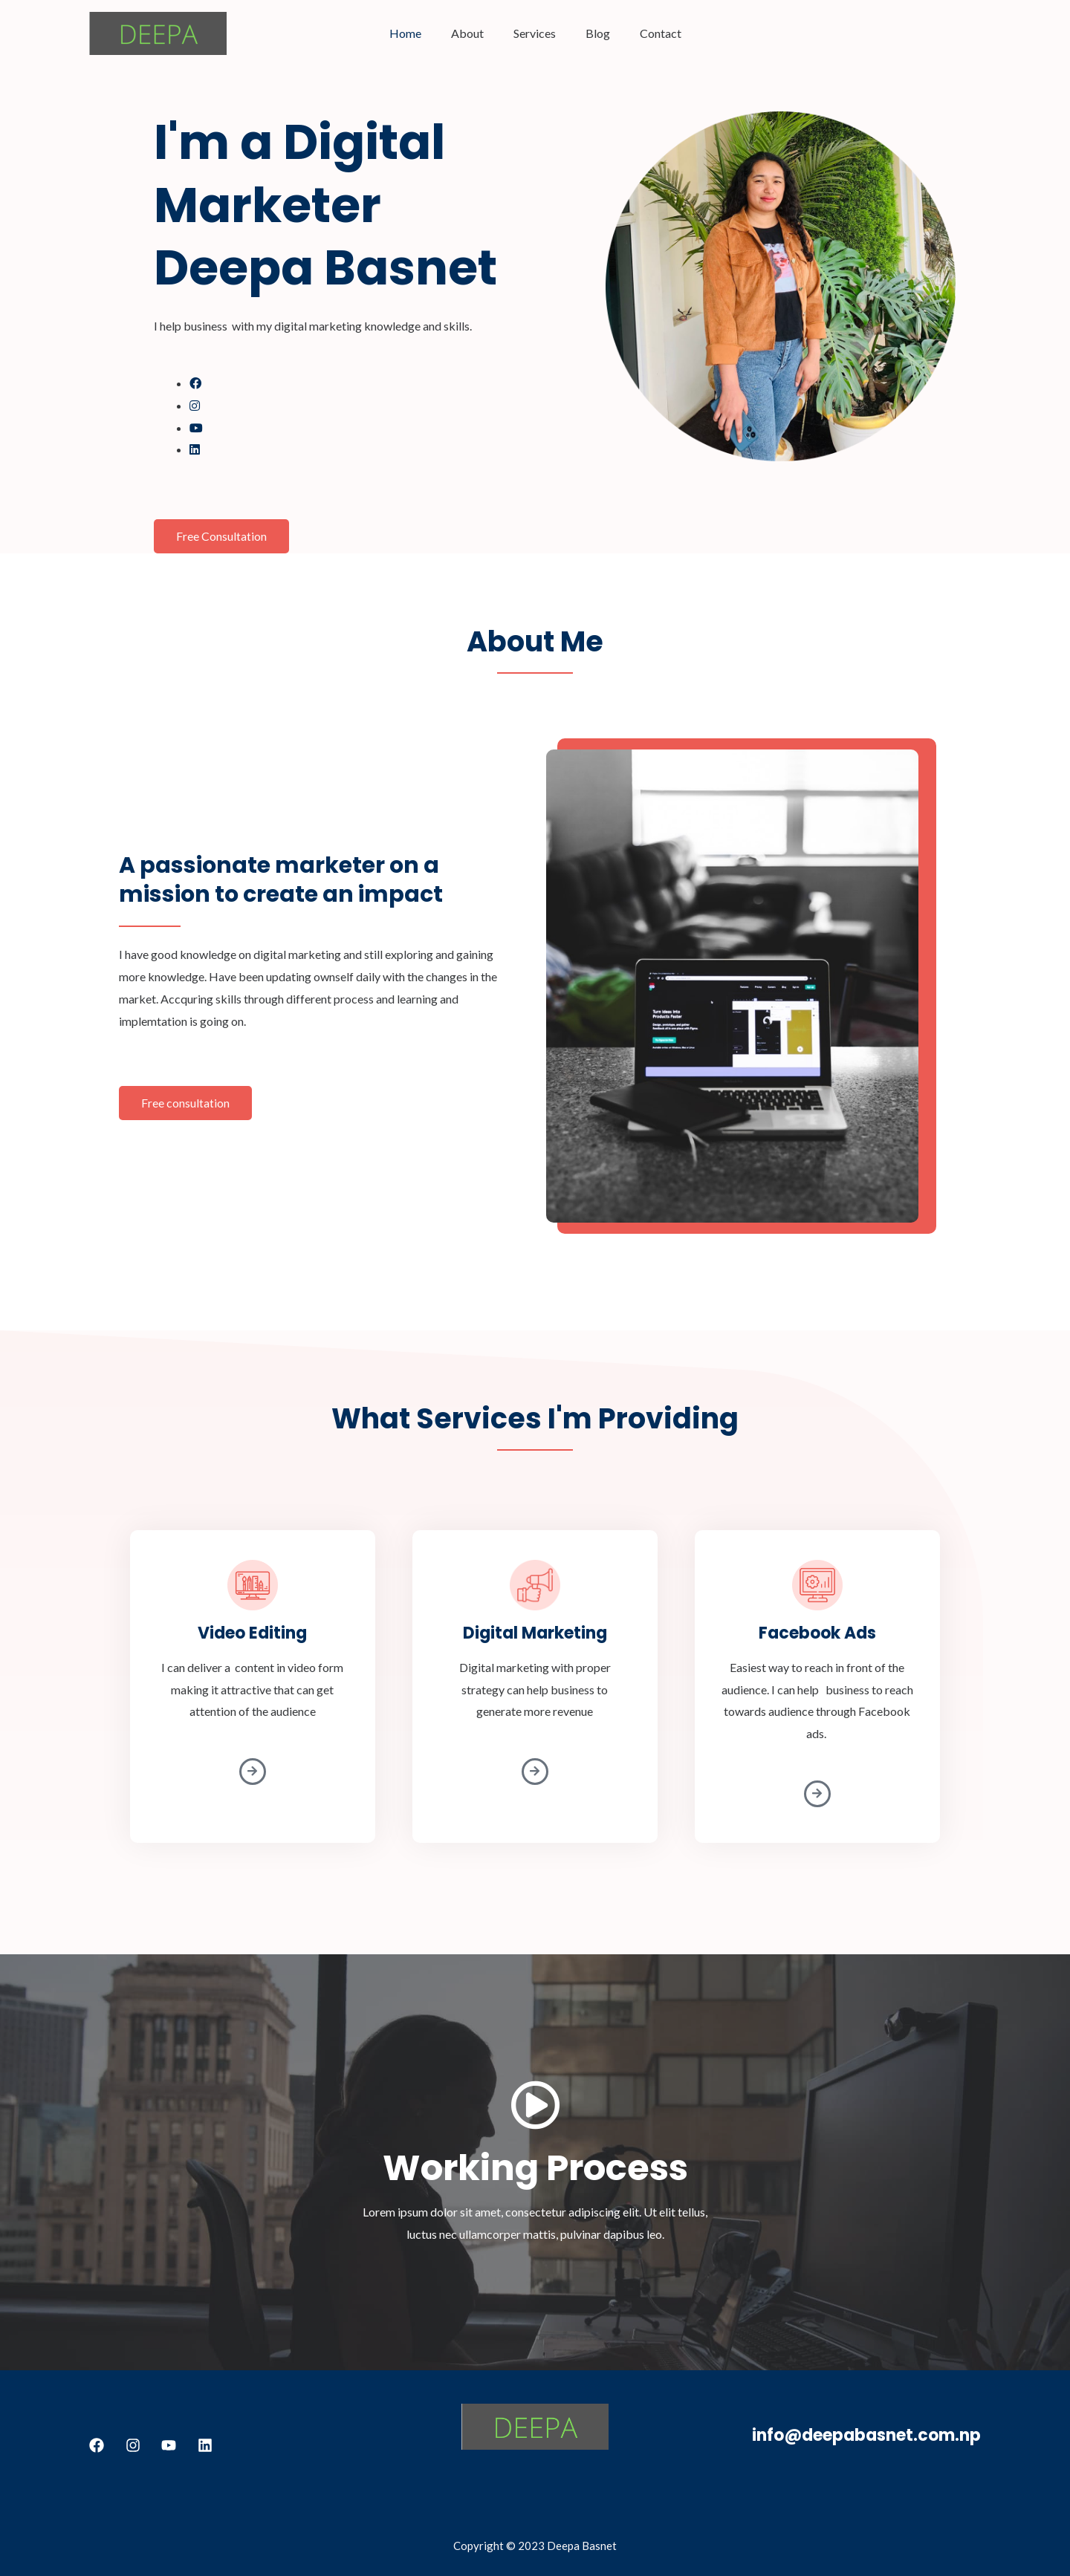 DEEPA
Home About Services Blog Contact
I'm a Digital
Marketer
Deepa Basnet
I help business with my digital marketing knowledge and skills.
Free Consultation
About Me
A passionate marketer on a
mission to create an impact
I have good knowledge on digital marketing and still exploring and gaining
more knowledge. Have been updating ownself daily with the changes in the
market. Accquring skills through different process and learning and
implemtation is going on.
Free consultation
Turn Ideas into
Products Faster
What Services I'm Providing
Video Editing
I can deliver a content in video form
making it attractive that can get
attention of the audience
Digital Marketing
Digital marketing with proper
strategy can help business to
generate more revenue
Facebook Ads
Easiest way to reach in front of the
audience. I can help business to reach
towards audience through Facebook
ads.
Working Process
Lorem ipsum dolor sit amet, consectetur adipiscing elit. Ut elit tellus,
luctus nec ullamcorper mattis, pulvinar dapibus leo.
DEEPA
info@deepabasnet.com.np
Copyright © 2023 Deepa Basnet